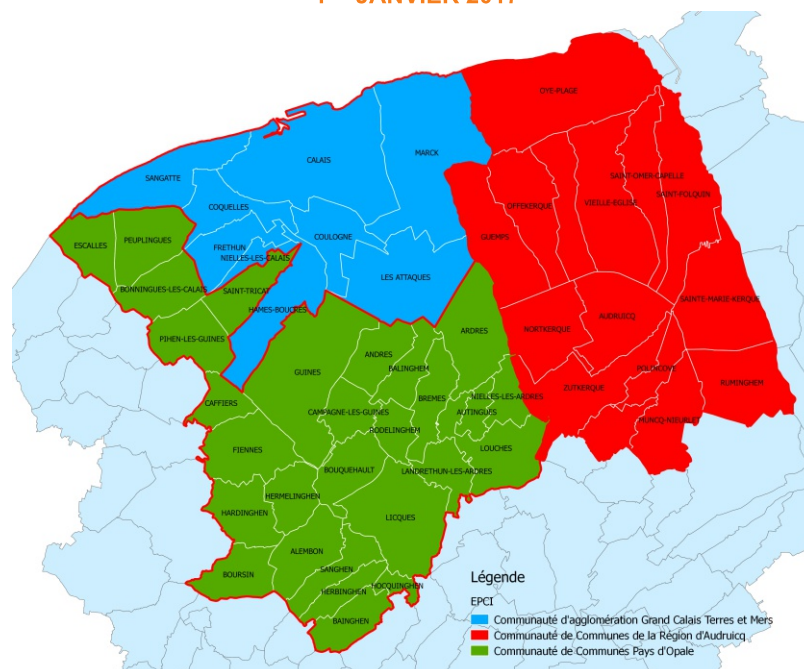 1er JANVIER 2017
OYE-PLAGE
CALAIS
MARCK
SANGATTE
SAINT-OMER-CAPELLE
SAINT-FOLQUIN
VIEILLE-EGLISE
OFFEKERQUE
COQUELLES
GUEMPS
COULOGNE
PEUPLINGUES
ESCALLES
FRETHUN
NIELLES-LES-CALAIS
LES ATTAQUES
BONNINGUES-LES-CALAIS
SAINT-TRICAT
SAINTE-MARIE-KERQUE
HAMES-BOUCRES
AUDRUICQ
NORTKERQUE
ARDRES
PIHEN-LES-GUINES
ANDRES
BALINGHEM
POLINCOVE
GUINES
RUMINGHEM
ZUTKERQUE
NIELLES-LES-ARDRES
BREMES
CAFFIERS
CAMPAGNE-LES-GUINES
AUTINGUES
MUNCQ-NIEURLET
RODELINGHEM
LOUCHES
FIENNES
BOUQUEHAULT
LANDRETHUN-LES-ARDRES
HERMELINGHEN
HARDINGHEN
LICQUES
ALEMBON
SANGHEN
BOURSIN
HOCQUINGHEN
HERBINGHEN
BAINGHEN
Légende
EPCI
Communauté d'agglomération Grand Calais Terres et Mers
Communauté de Communes de la Région d'Audruicq
Communauté de Communes Pays d'Opale